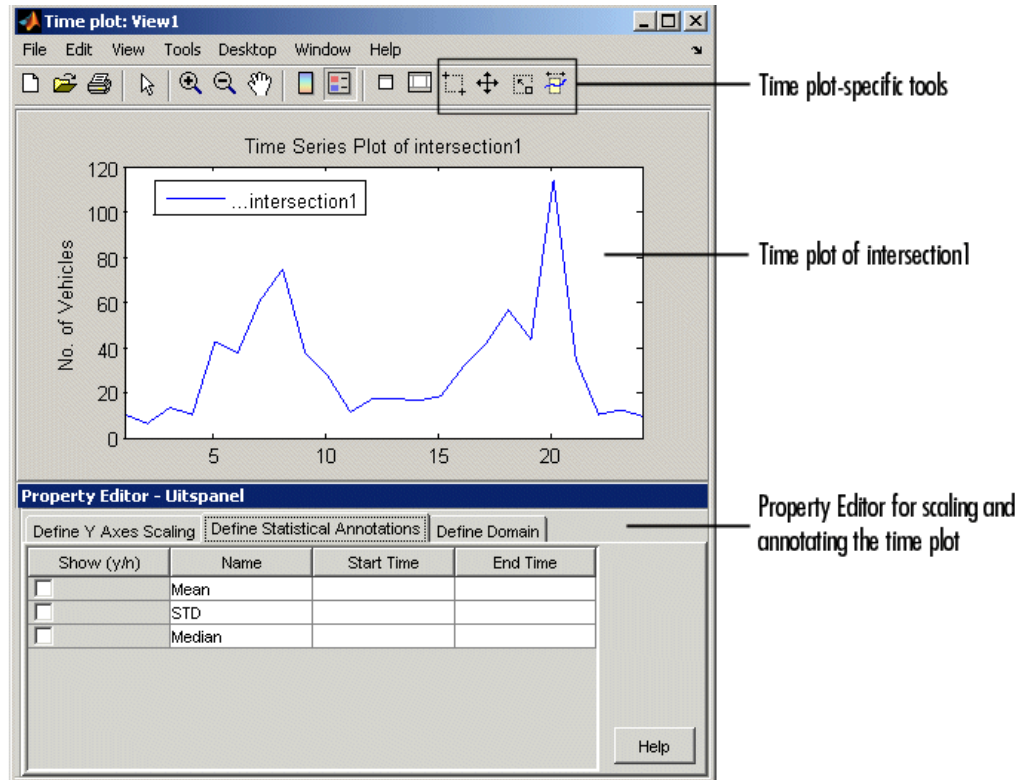 Time plot: View1
File Edit View Tools Desktop Window Help
Time plot-specific tools
Time Series Plot of intersection1
120
100
80
60
40
20
0
No. of Vehicles
...intersection1
Time plot of intersection1
5 10 15 20
Property Editor - Uitspanel
Property Editor for scaling and
annotating the time plot
Define Y Axes Scaling Define Statistical Annotations Define Domain
Show (y/n) Name Start Time End Time
Mean
STD
Median
Help